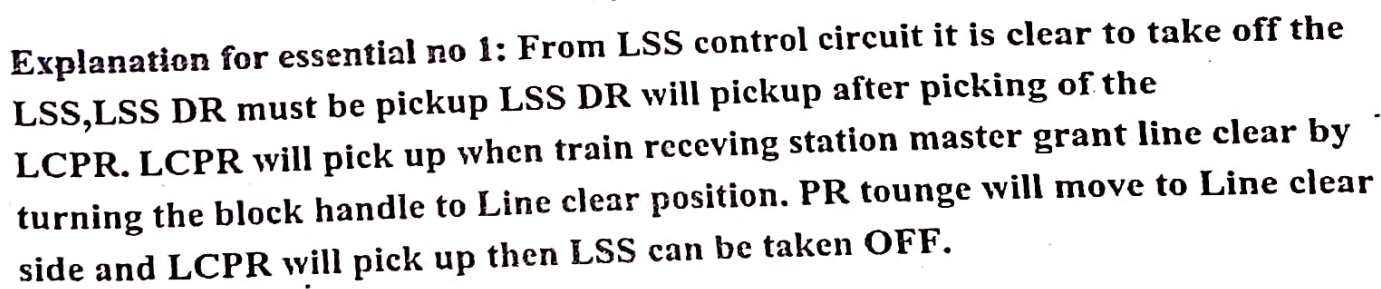 Explanation for essential no 1: From LSS control circuit it is clear to take off the
LSS,LSS DR must be pickup LSS DR will pickup after picking of the
LCPR. LCPR will pick up when train receving station master grant line clear by
turning the block handle to Line clear position. PR tounge will move to Line clear
side and LCPR will pick up then LSS can be taken OFF.